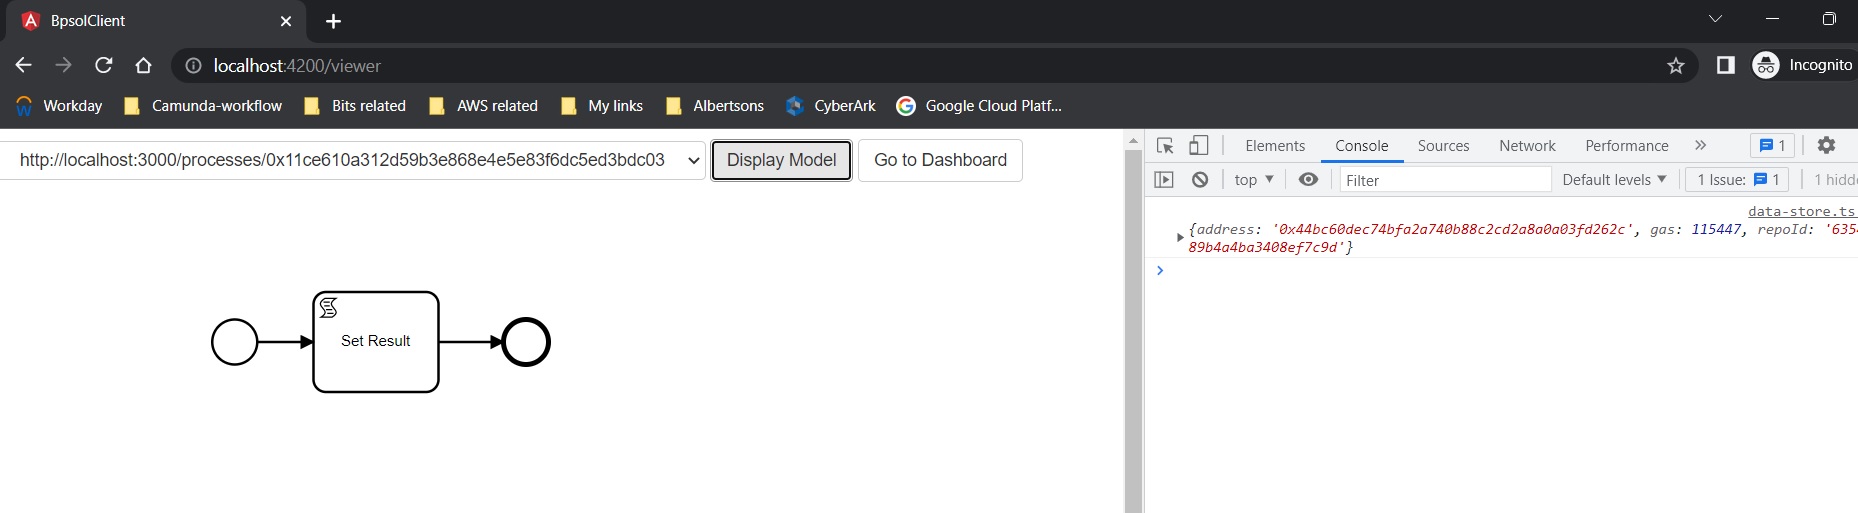 BpsolClient
localhost:4200/viewer
Incognito
Workday Camunda-workflow Bits related AWS related My links Albertsons CyberArk Google Cloud Platf...
http://localhost:3000/processes/0x11ce610a312d59b3e868e4e5e83f6dc5ed3bdc03 Display Model Go to Dashboard
Set Result
Elements Console Sources Network Performance » 1
top Filter Default levels 1 Issue: 1 1 hidd
data-store.ts
{address: '0x44bc60dec74bfa2a740b88c2cd2a8a0a03fd262c', gas: 115447, repoId: '635
89b4a4ba3408ef7c9d'}